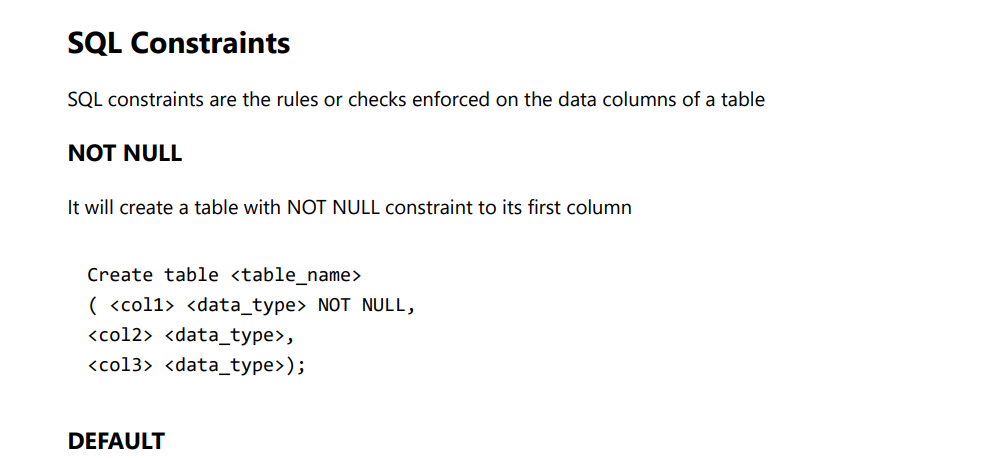 SQL Constraints
SQL constraints are the rules or checks enforced on the data columns of a table
NOT NULL
It will create a table with NOT NULL constraint to its first column
Create table <table_name>
( <col1> <data_type> NOT NULL,
<col2> <data_type>,
<col3> <data_type>);
DEFAULT